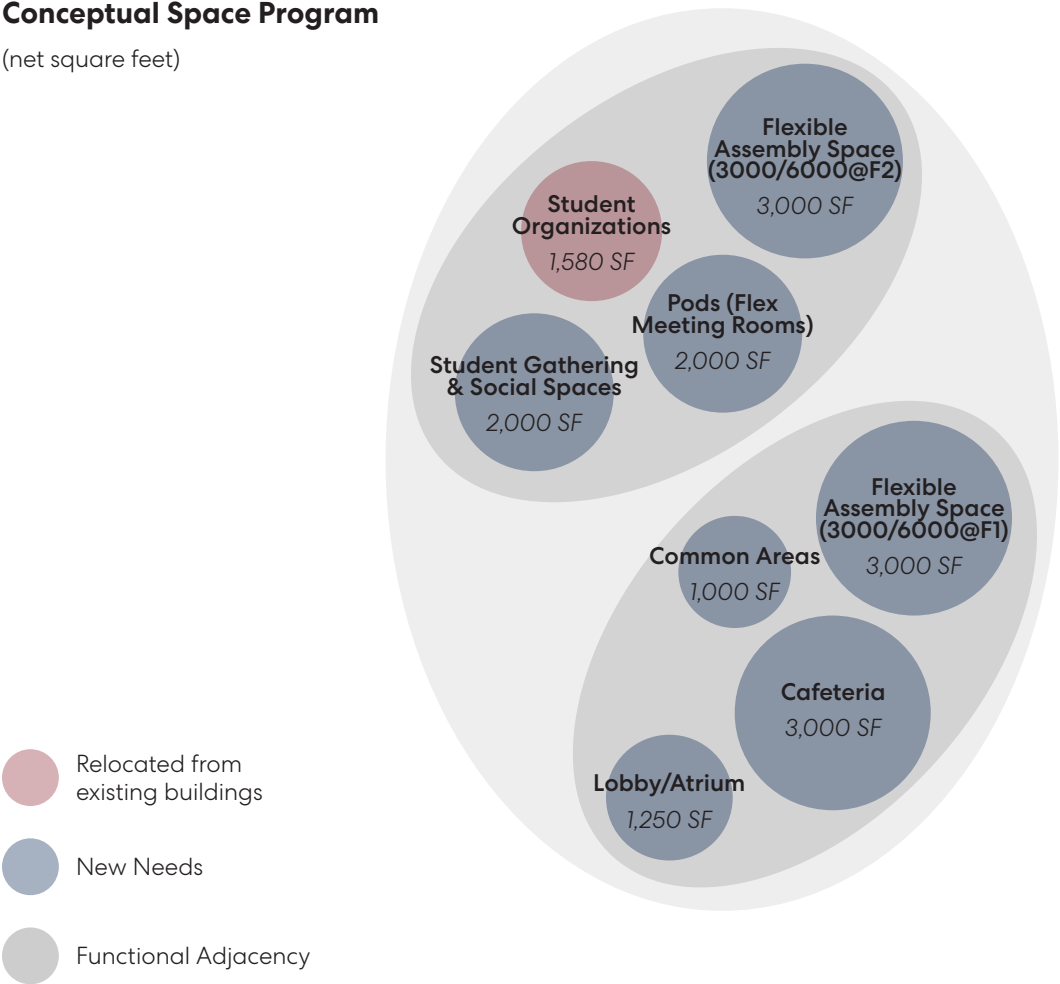 Conceptual Space Program
(net square feet)
Flexible
Assembly Space
(3000/6000@F2)
3,000 SF
Student
Organizations
1,580 SF
Pods (Flex
Meeting Rooms)
2,000 SF
Student Gathering
& Social Spaces
2,000 SF
Flexible
Assembly Space
(3000/6000@F1)
3,000 SF
Common Areas
1,000 SF
Cafeteria
3,000 SF
Lobby/Atrium
1,250 SF
Relocated from
existing buildings
New Needs
Functional Adjacency